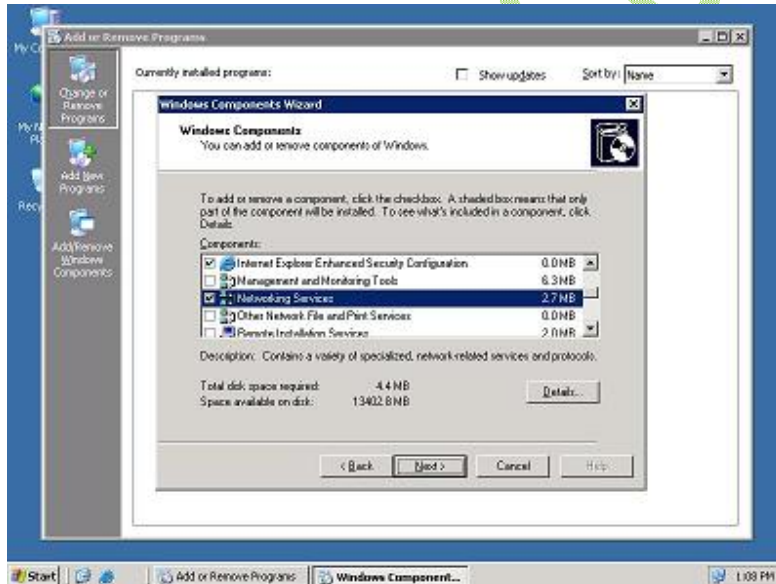 Add or Remove Programs
Currently installed programs:
Show updates
Sort by: Name
Change or
Remove
Programs
Add New
Programs
Add/Remove
Windows
Components
Windows Components Wizard
Windows Components
You can add or remove components of Windows.
To add or remove a component, click the checkbox. A shaded box means that only
part of the component will be installed. To see what's included in a component, click
Details.
Components:
Internet Explorer Enhanced Security Configuration 0.0 MB
Management and Monitoring Tools 6.3 MB
Networking Services 2.7 MB
Other Network File and Print Services 0.0 MB
Remote Installation Services 2.0 MB
Description: Contains a variety of specialized, network-related services and protocols.
Total disk space required: 4.4 MB
Space available on disk: 13402.8 MB
Details...
< Back
Next >
Cancel
Help
My
Recy
Start
Add or Remove Programs
Windows Component...
1:08 PM